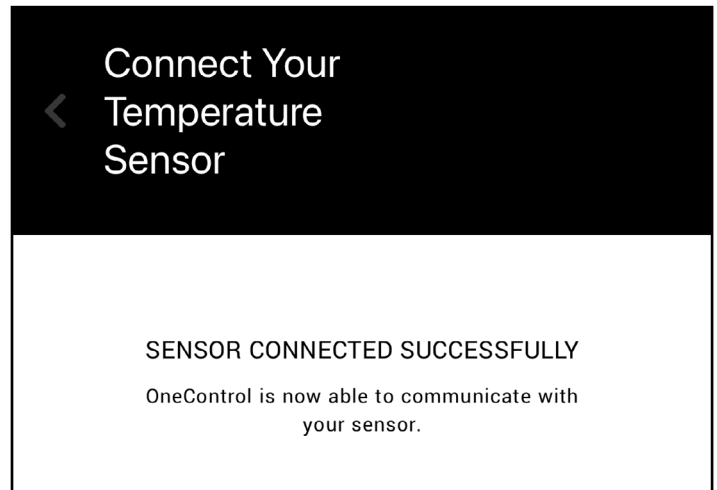 Connect Your
Temperature
Sensor
SENSOR CONNECTED SUCCESSFULLY
OneControl is now able to communicate with
your sensor.